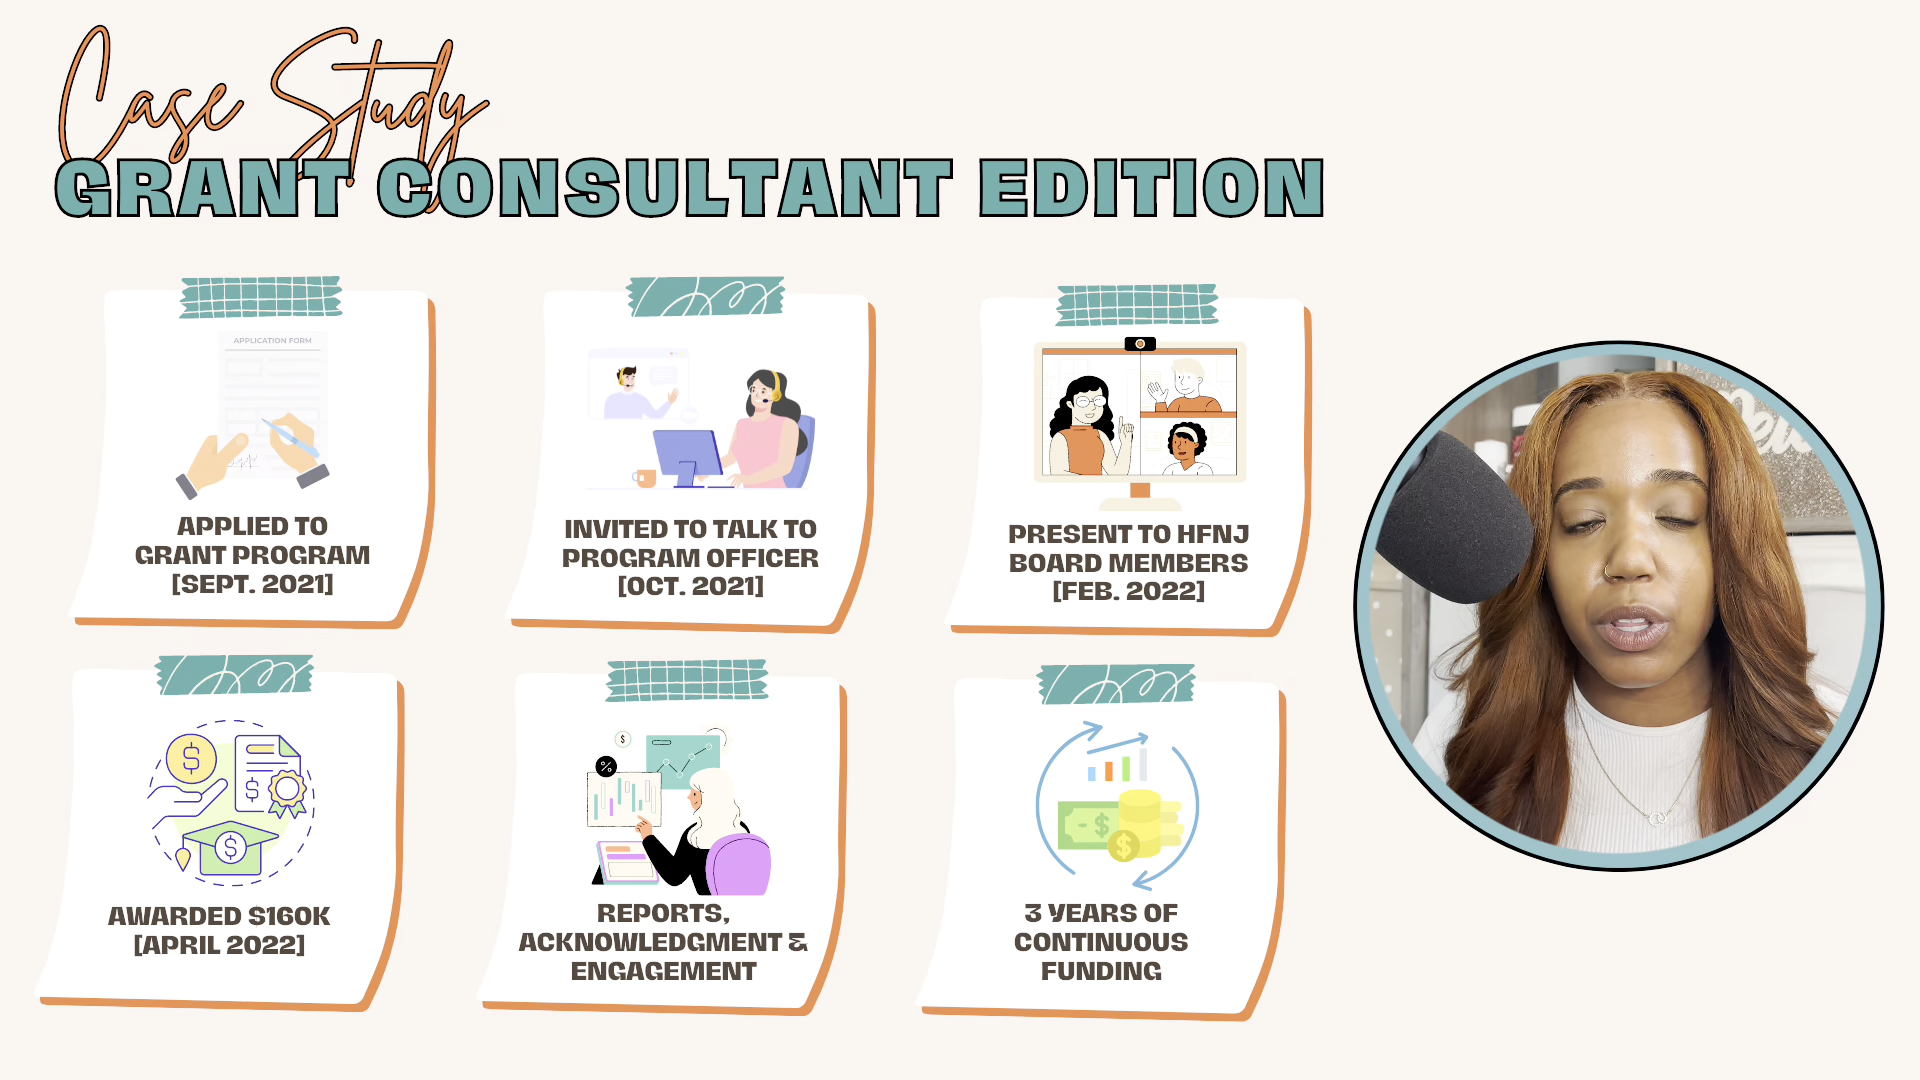 Case Study
GRANT CONSULTANT EDITION
APPLICATION FORM
APPLIED TO
GRANT PROGRAM
[SEPT. 2021]
INVITED TO TALK TO
PROGRAM OFFICER
[OCT. 2021]
PRESENT TO HFNJ
BOARD MEMBERS
[FEB. 2022]
AWARDED $160K
[APRIL 2022]
REPORTS,
ACKNOWLEDGMENT &
ENGAGEMENT
3 YEARS OF
CONTINUOUS
FUNDING